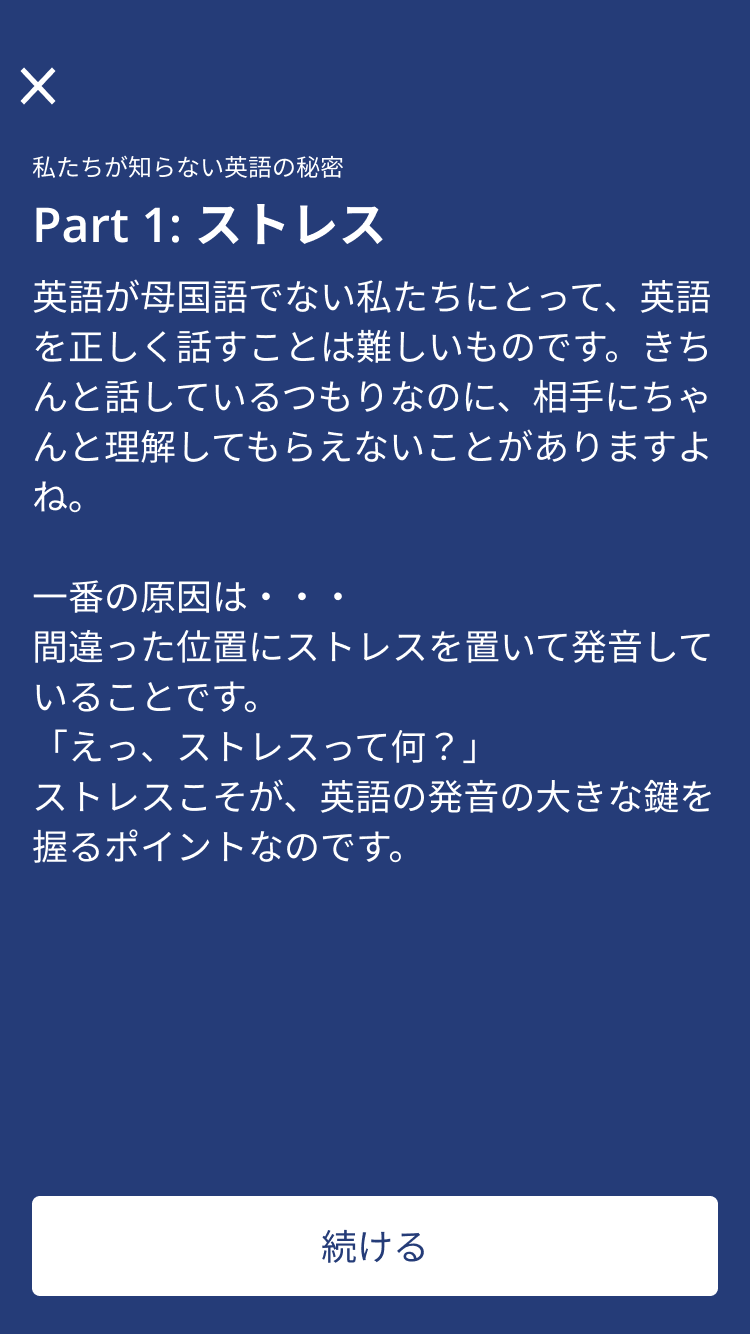 私たちが知らない英語の秘密
Part 1: ストレス
英語が母国語でない私たちにとって、英語
を正しく話すことは難しいものです。きち
んと話しているつもりなのに、相手にちゃ
んと理解してもらえないことがありますよ
ね。
一番の原因は・・・
間違った位置にストレスを置いて発音して
いることです。
「えっ、ストレスって何？」
ストレスこそが、英語の発音の大きな鍵を
握るポイントなのです。
続ける